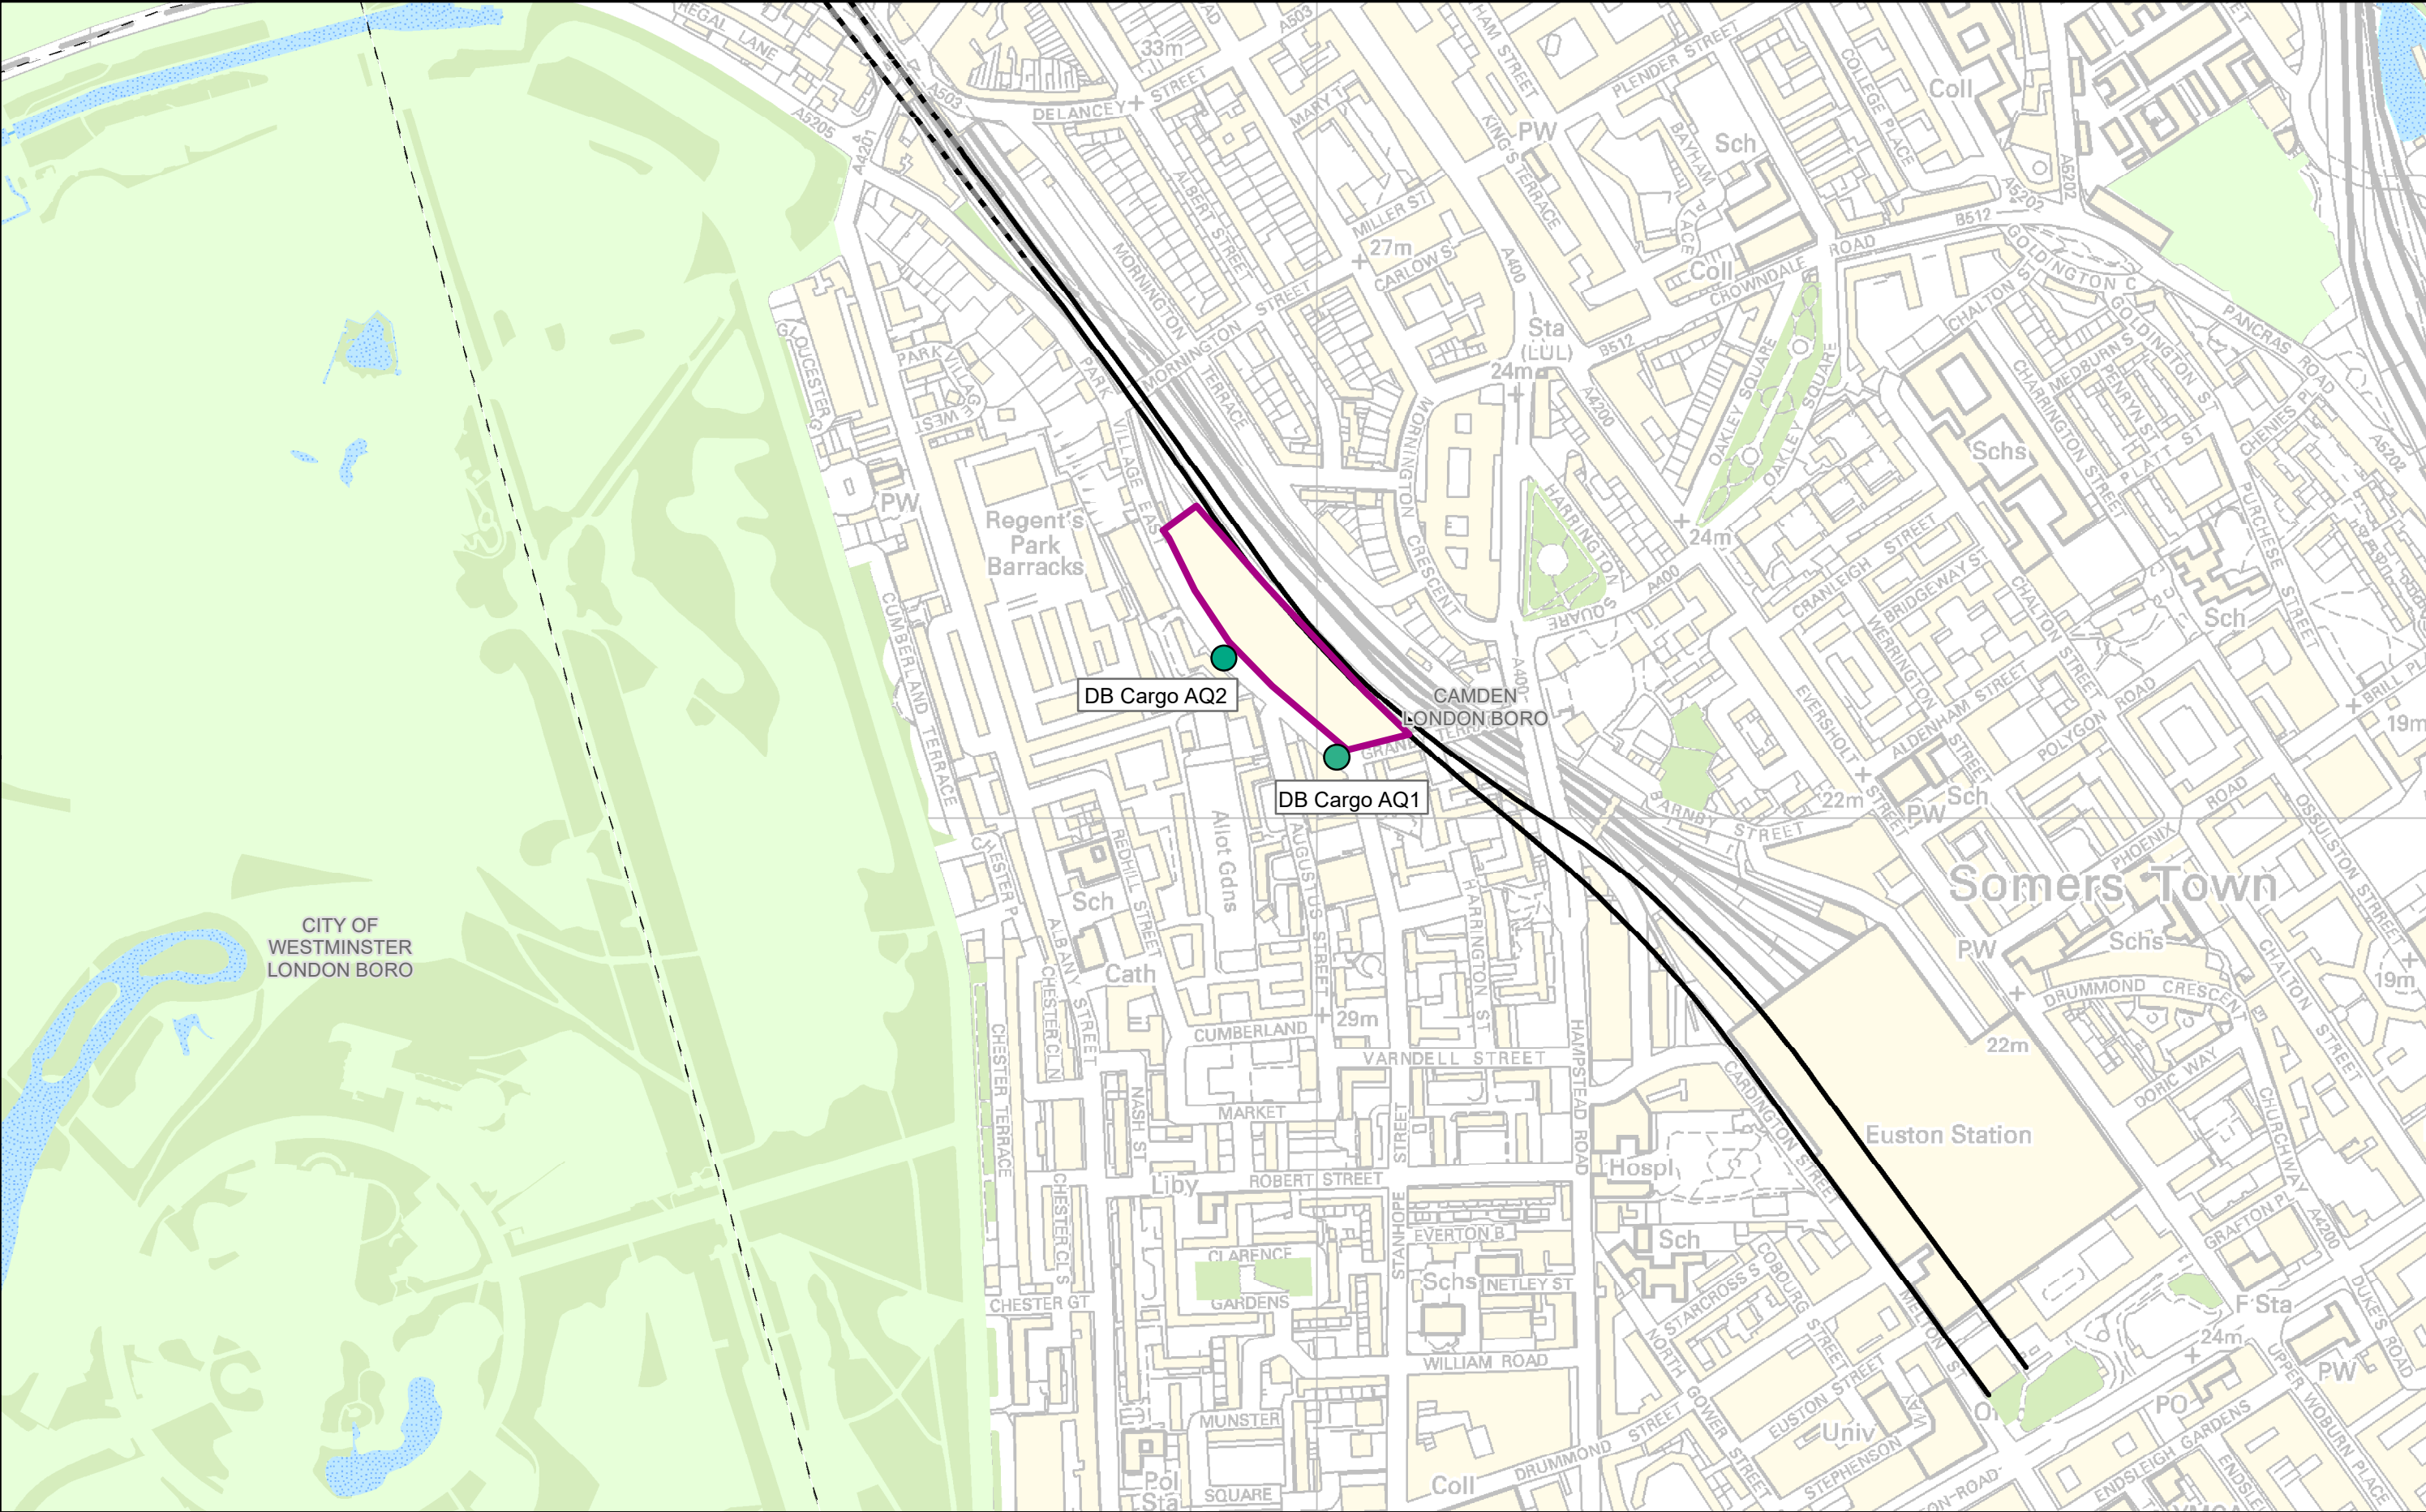 REGAL LANE
A5205
A4201
A503
A503
33m
DELANCEY STREET
MARY T
ALBERT STREET
PLENDER STREET
KING'S TERRACE
PW
BAYHAM
PLACE
Sch
COLLEGE PLACE
Coll
A5202
A5202
B512
ROAD
CROWNDALE
Coll
GOLDINGTON C
PANCRAS ROAD
A5202
MILLER ST
27m
CARLOW S
A400
MORNINGTON STREET
MORNINGTON
TERRACE
Sta
(LUL)
24m
B512
A4200
CHALTON S
GOLDINGTON ST
MEDBURN S
PENRYN ST
PLATT ST
CHARRINGTON STREET
CHENIES PL
PURCHESE STREET
GLOUCESTER
PARK VILLAGE
WEST
PARK
VILLAGE EAS
PW
Regent's
Park
Barracks
MORNINGTON
CRESCENT
HARRINGTON
SQUARE
A400
OAKLEY SQUARE
OAKLEY SQUARE
24m
Schs
CRANLEIGH STREET
BRIDGEWAY ST
WERRINGTON
STREET
CHALTON
STREET
Sch
BRILL PL
19m
CUMBERLAND TERRACE
DB Cargo AQ2
DB Cargo AQ1
CAMDEN
LONDON BORO
A400
EVERSHOLT
STREET
ALDENHAM STREET
POLYGON ROAD
22m
PW
Sch
BARNBY STREET
PHOENIX
ROAD
OSSULSTON STREET
Somers Town
CITY OF
WESTMINSTER
LONDON BORO
CHESTER P
Sch
REDHILL STREET
Allot Gdns
AUGUSTUS STREET
HARRINGTON ST
ALBANY STREET
CHESTER CL N
Cath
CHESTER TERRACE
CUMBERLAND
29m
VARNDELL STREET
HAMPSTEAD ROAD
MARKET
NASH ST
STANHOPE
STREET
PW
Schs
DRUMMOND CRESCENT
CHALTON STREET
19m
22m
DORIC WAY
CHURCHWAY
CARDINGTON STREET
Euston Station
Hospl
Liby
ROBERT STREET
CHESTER CL S
EVERTON B
Sch
CLARENCE
GARDENS
Schs
NETLEY ST
STARCROSS S
COBOURG STREET
GRAFTON PL
A4200
DUKES ROAD
F Sta
24m
MELTON ST
CHESTER GT
WILLIAM ROAD
NORTH GOWER STREET
EUSTON STREET
Univ
STEPHENSON
WAY
PO
PW
UPPER WOBURN PLACE
ENDSLEIGH GARDENS
MUNSTER
SQUARE
Pol
Sta
Coll
DRUMMOND STREET